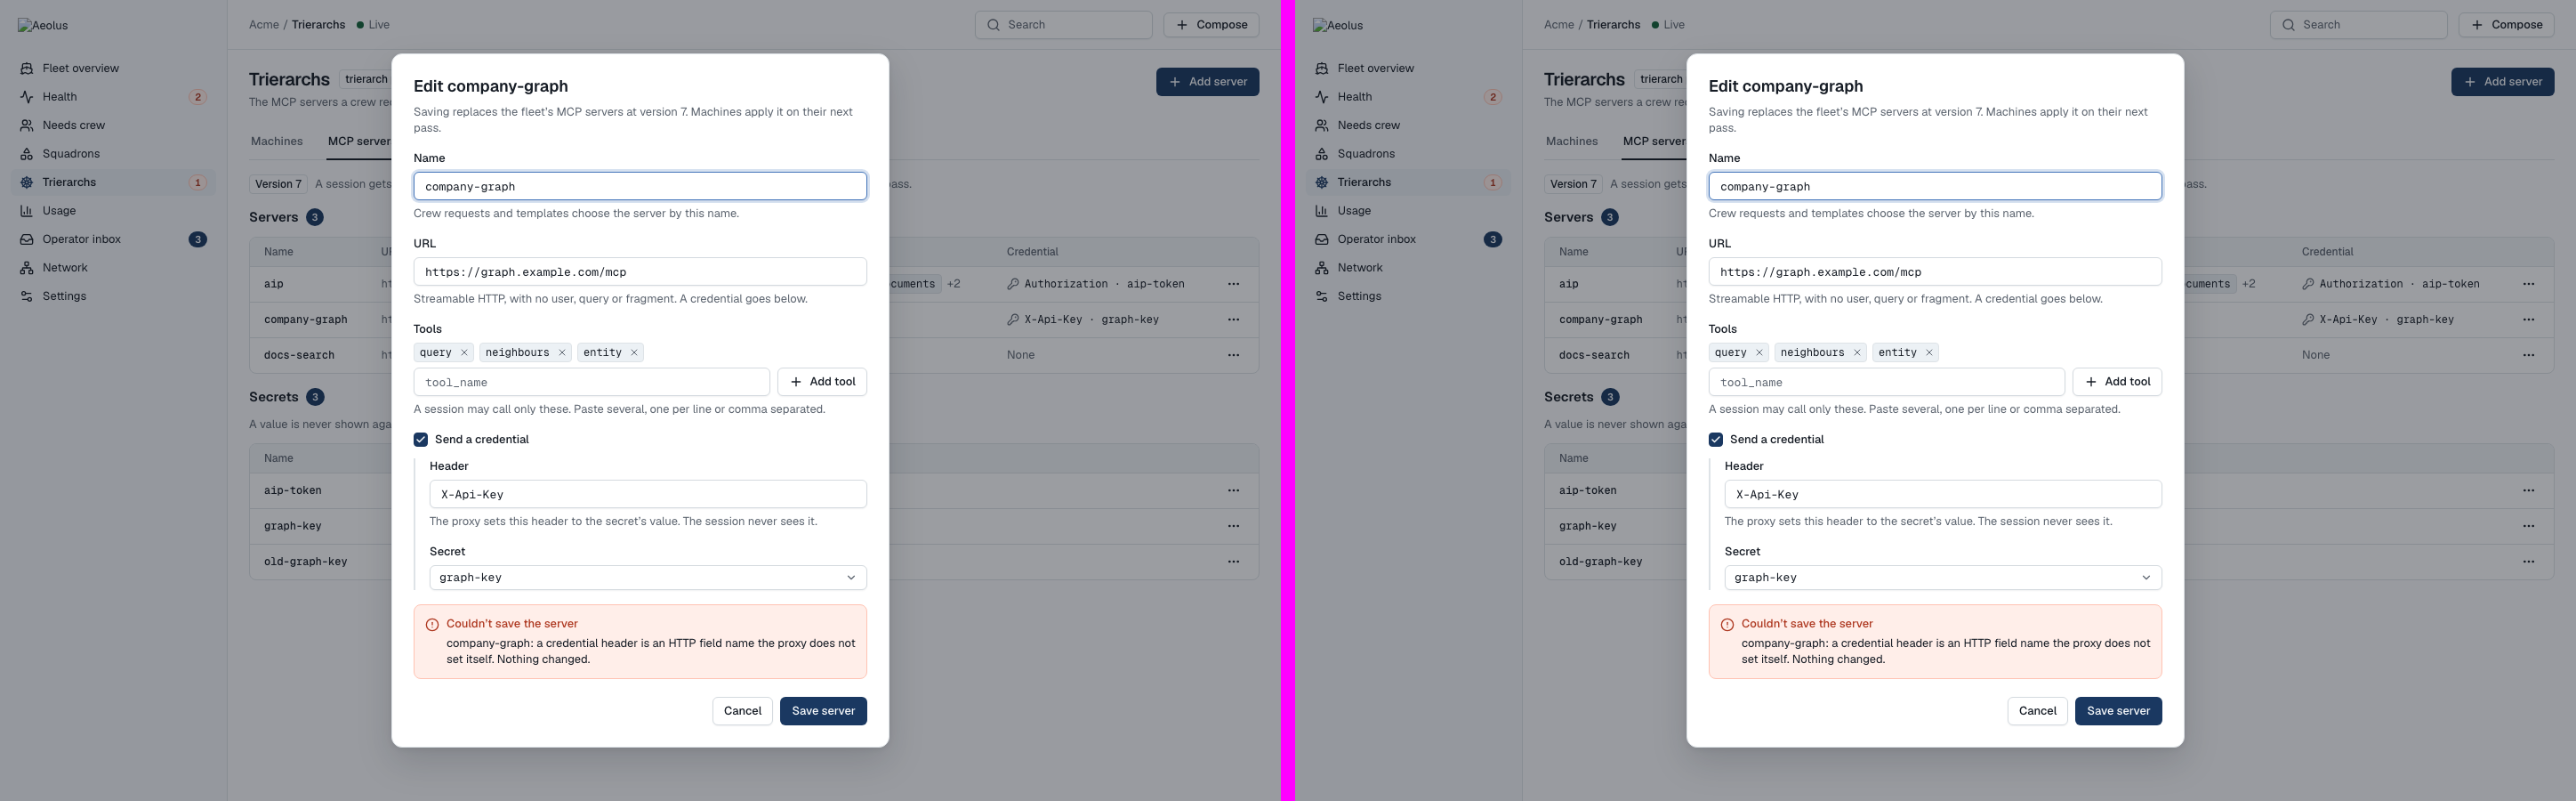 Aeolus
Fleet overview
Health 2
Needs crew
Squadrons
Trierarchs 1
Usage
Operator inbox 3
Network
Settings
Acme / Trierarchs Live
Search
Compose
Trierarchs trierarch
Add server
The MCP servers a crew re
Machines MCP server
Version 7 A session gets
ass.
Servers 3
Name Credential
aip cuments +2 Authorization · aip-token
company-graph X-Api-Key · graph-key
docs-search None
Secrets 3
A value is never shown aga
Name
aip-token
graph-key
old-graph-key
Edit company-graph
Saving replaces the fleet’s MCP servers at version 7. Machines apply it on their next
pass.
Name
company-graph
Crew requests and templates choose the server by this name.
URL
https://graph.example.com/mcp
Streamable HTTP, with no user, query or fragment. A credential goes below.
Tools
query neighbours entity
tool_name
Add tool
A session may call only these. Paste several, one per line or comma separated.
Send a credential
Header
X-Api-Key
The proxy sets this header to the secret’s value. The session never sees it.
Secret
graph-key
Couldn’t save the server
company-graph: a credential header is an HTTP field name the proxy does not
set itself. Nothing changed.
Cancel Save server
Aeolus
Fleet overview
Health 2
Needs crew
Squadrons
Trierarchs 1
Usage
Operator inbox 3
Network
Settings
Acme / Trierarchs Live
Search
Compose
Trierarchs trierarch
Add server
The MCP servers a crew re
Machines MCP server
Version 7 A session gets
ass.
Servers 3
Name Credential
aip cuments +2 Authorization · aip-token
company-graph X-Api-Key · graph-key
docs-search None
Secrets 3
A value is never shown aga
Name
aip-token
graph-key
old-graph-key
Edit company-graph
Saving replaces the fleet’s MCP servers at version 7. Machines apply it on their next
pass.
Name
company-graph
Crew requests and templates choose the server by this name.
URL
https://graph.example.com/mcp
Streamable HTTP, with no user, query or fragment. A credential goes below.
Tools
query neighbours entity
tool_name
Add tool
A session may call only these. Paste several, one per line or comma separated.
Send a credential
Header
X-Api-Key
The proxy sets this header to the secret’s value. The session never sees it.
Secret
graph-key
Couldn’t save the server
company-graph: a credential header is an HTTP field name the proxy does not
set itself. Nothing changed.
Cancel Save server